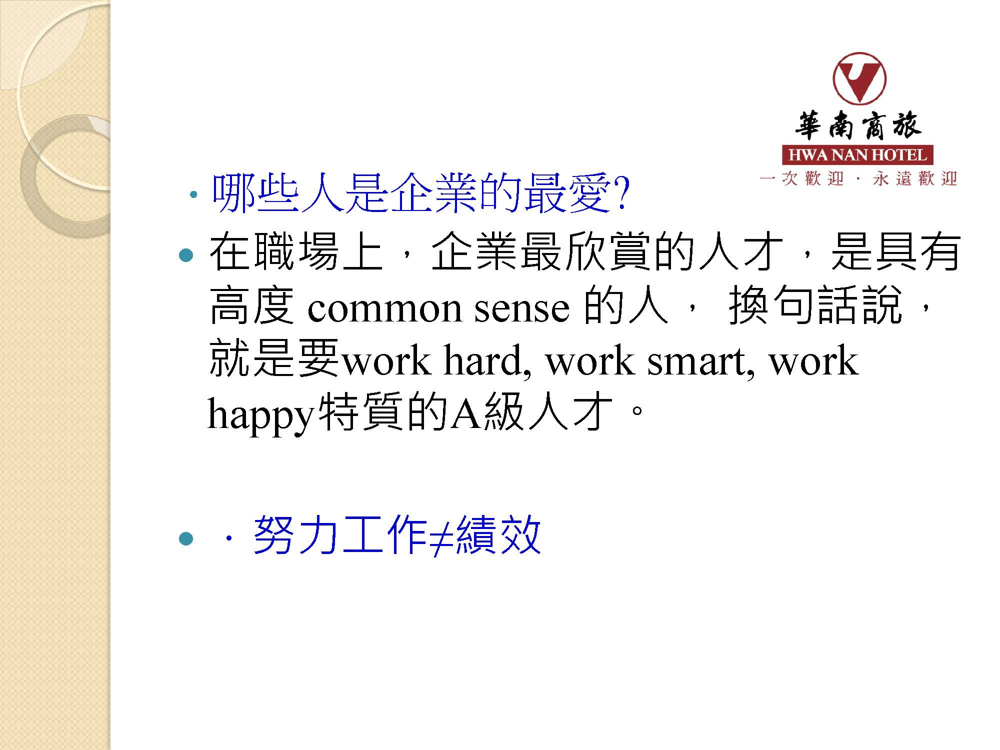 華南商旅
HWA NAN HOTEL
一次歡迎．永遠歡迎
• 哪些人是企業的最愛?
• 在職場上，企業最欣賞的人才，是具有
高度 common sense 的人， 換句話說，
就是要work hard, work smart, work
happy特質的A級人才。
• ．努力工作≠績效